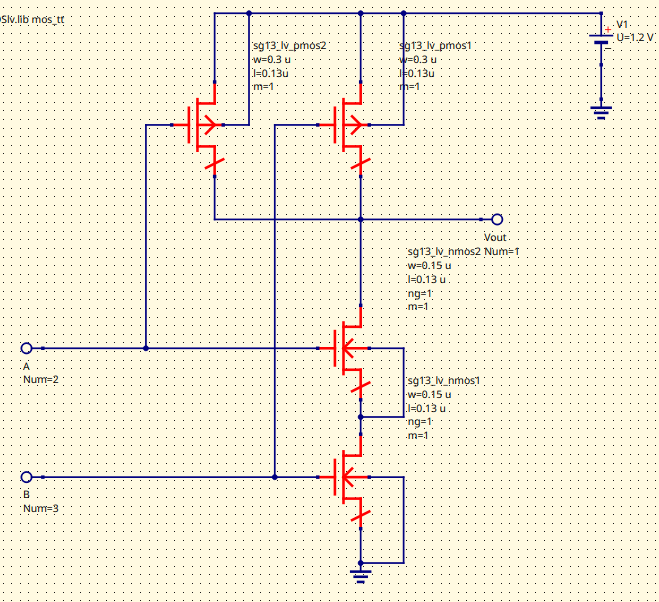 Slv.lib mos_tt
sg13_lv_pmos2
w=0.3 u
l=0.13u
m=1
sg13_lv_pmos1
w=0.3 u
l=0.13u
m=1
V1
U=1.2 V
Vout
Num=1
sg13_lv_nmos2
w=0.15 u
l=0.13 u
ng=1
m=1
A
Num=2
sg13_lv_nmos1
w=0.15 u
l=0.13 u
ng=1
m=1
B
Num=3